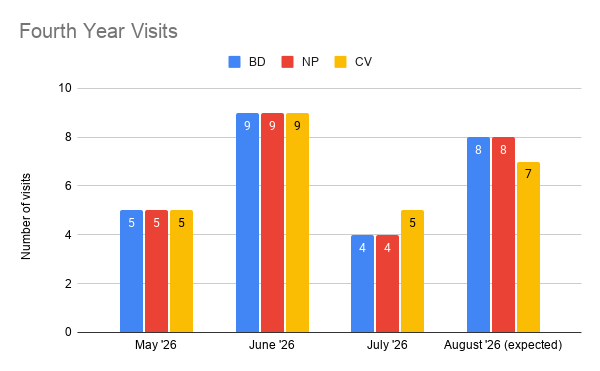 Fourth Year Visits
BD NP CV
Number of visits
10
8
6
4
2
0
5 5 5
9 9 9
4 4 5
8 8 7
May '26 June '26 July '26 August '26 (expected)